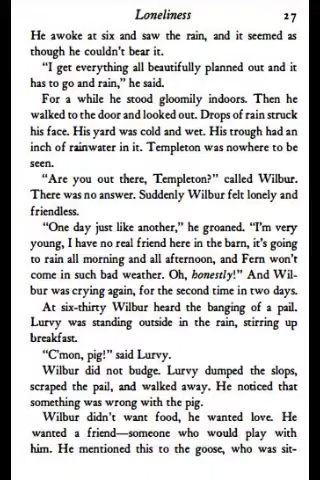 Loneliness 27
He awoke at six and saw the rain, and it seemed as
though he couldn't bear it.
"I get everything all beautifully planned out and it
has to go and rain," he said.
For a while he stood gloomily indoors. Then he
walked to the door and looked out. Drops of rain struck
his face. His yard was cold and wet. His trough had an
inch of rainwater in it. Templeton was nowhere to be
seen.
"Are you out there, Templeton?" called Wilbur.
There was no answer. Suddenly Wilbur felt lonely and
friendless.
"One day just like another," he groaned. "I'm very
young, I have no real friend here in the barn, it's going
to rain all morning and all afternoon, and Fern won't
come in such bad weather. Oh, honestly!" And Wil-
bur was crying again, for the second time in two days.
At six-thirty Wilbur heard the banging of a pail.
Lurvy was standing outside in the rain, stirring up
breakfast.
"C'mon, pig!" said Lurvy.
Wilbur did not budge. Lurvy dumped the slops,
scraped the pail, and walked away. He noticed that
something was wrong with the pig.
Wilbur didn't want food, he wanted love. He
wanted a friend—someone who would play with
him. He mentioned this to the goose, who was sit-